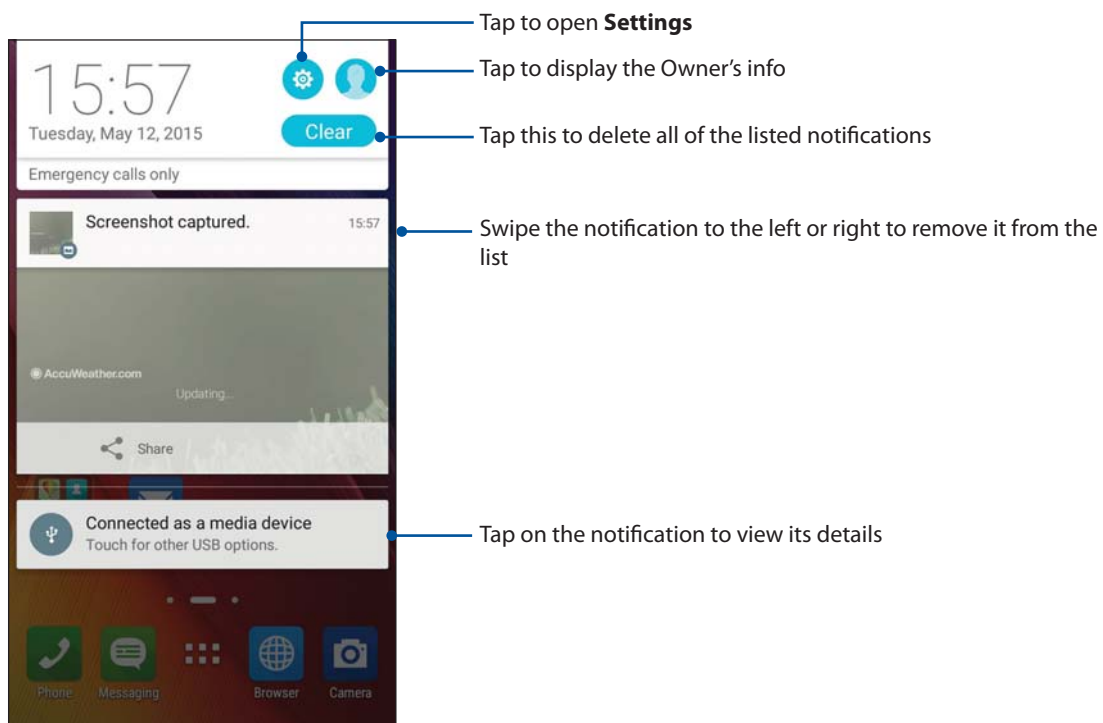 Tap to open Settings
15:57
Tap to display the Owner's info
Tuesday, May 12, 2015
Clear
Tap this to delete all of the listed notifications
Emergency calls only
Screenshot captured.
15:57
Swipe the notification to the left or right to remove it from the
list
AccuWeather.com
Updating...
Share
Connected as a media device
Touch for other USB options.
Tap on the notification to view its details
Phone
Messaging
Browser
Camera